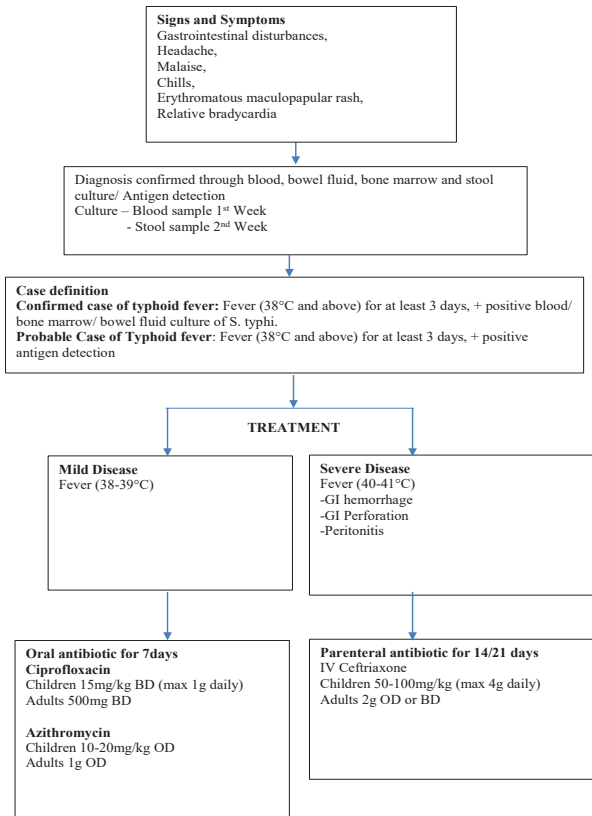 Signs and Symptoms
Gastrointestinal disturbances,
Headache,
Malaise,
Chills,
Erythromatous maculopapular rash,
Relative bradycardia
Diagnosis confirmed through blood, bowel fluid, bone marrow and stool
culture/ Antigen detection
Culture – Blood sample 1st Week
- Stool sample 2nd Week
Case definition
Confirmed case of typhoid fever: Fever (38°C and above) for at least 3 days, + positive blood/
bone marrow/ bowel fluid culture of S. typhi.
Probable Case of Typhoid fever: Fever (38°C and above) for at least 3 days, + positive
antigen detection
TREATMENT
Mild Disease
Fever (38-39°C)
Severe Disease
Fever (40-41°C)
-GI hemorrhage
-GI Perforation
-Peritonitis
Oral antibiotic for 7days
Ciprofloxacin
Children 15mg/kg BD (max 1g daily)
Adults 500mg BD
Azithromycin
Children 10-20mg/kg OD
Adults 1g OD
Parenteral antibiotic for 14/21 days
IV Ceftriaxone
Children 50-100mg/kg (max 4g daily)
Adults 2g OD or BD